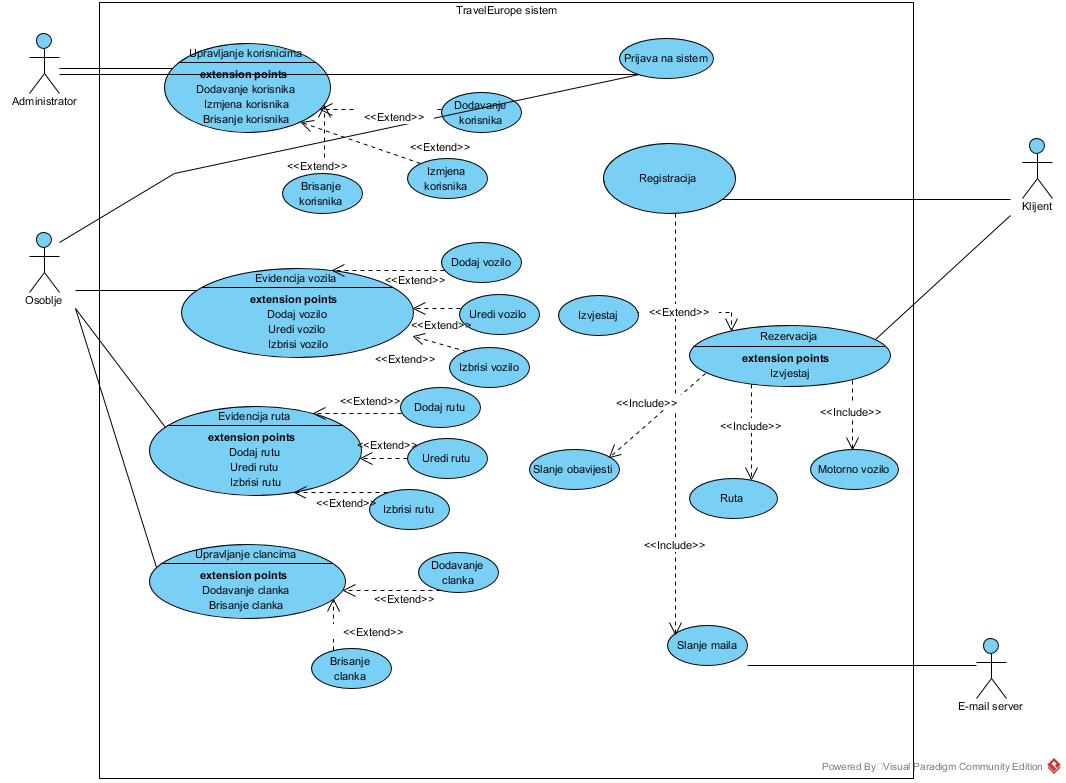 TravelEurope sistem
Administrator
Upravljanje korisnicima
extension points
Dodavanje korisnika
Izmjena korisnika
Brisanje korisnika
Prijava na sistem
Dodavanje
korisnika
<<Extend>>
<<Extend>>
<<Extend>>
Izmjena
korisnika
Brisanje
korisnika
Registracija
Klijent
Osoblje
Evidencija vozila
extension points
Dodaj vozilo
Uredi vozilo
Izbrisi vozilo
Dodaj vozilo
<<Extend>>
Uredi vozilo
<<Extend>>
Izbrisi vozilo
<<Extend>>
Izvjestaj
<<Extend>>
Rezervacija
extension points
Izvjestaj
<<Include>>
<<Include>>
<<Include>>
Slanje obavijesti
Ruta
Motorno vozilo
Evidencija ruta
extension points
Dodaj rutu
Uredi rutu
Izbrisi rutu
<<Extend>>
Dodaj rutu
<<Extend>>
Uredi rutu
<<Extend>>
Izbrisi rutu
<<Include>>
Upravljanje clancima
extension points
Dodavanje clanka
Brisanje clanka
Dodavanje
clanka
<<Extend>>
<<Extend>>
Brisanje
clanka
Slanje maila
E-mail server
Powered By Visual Paradigm Community Edition